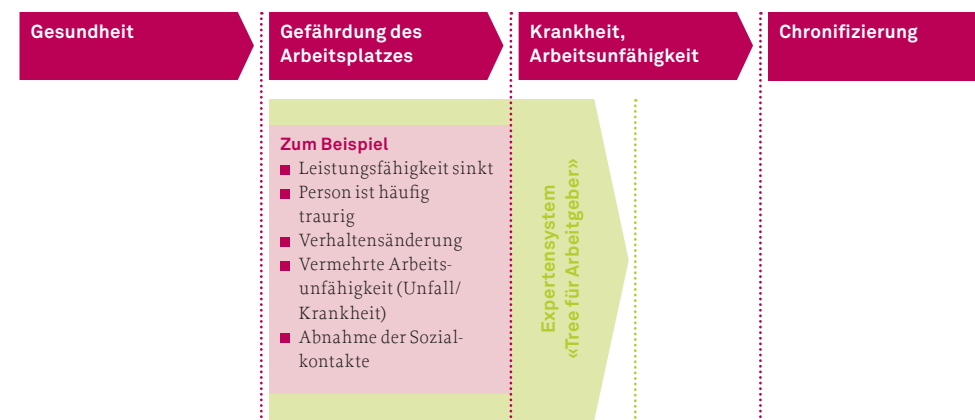 Gesundheit
Gefährdung des
Arbeitsplatzes
Krankheit,
Arbeitsunfähigkeit
Chronifizierung
Zum Beispiel
Leistungsfähigkeit sinkt
Person ist häufig
traurig
Verhaltensänderung
Vermehrte Arbeits-
unfähigkeit (Unfall/
Krankheit)
Abnahme der Sozial-
kontakte
Expertensystem
«Tree für Arbeitgeber»